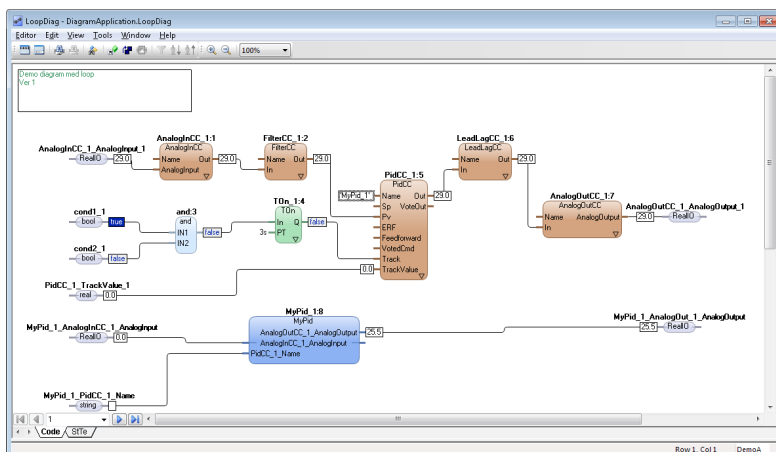 LoopDiag - DiagramApplication.LoopDiag
Editor Edit View Tools Window Help
100%
Demo diagram med loop
Ver 1
AnalogInCC_1_AnalogInput_1
RealIO 29.0
AnalogInCC_1:1
AnalogInCC
Name Out 29.0
AnalogInput
FilterCC_1:2
FilterCC
Name Out 29.0
In
LeadLagCC_1:6
LeadLagCC
Name Out 29.0
In
PidCC_1:5
PidCC
"MyPid_1" Name Out 29.0
Sp VoteOut
Pv
ERF
Feedforward
VotedCmd
Track
0.0 TrackValue
AnalogOutCC_1:7
AnalogOutCC
Name AnalogOutput 29.0
In
AnalogOutCC_1_AnalogOutput_1
RealIO
cond1_1
bool true
cond2_1
bool false
and:3
and
IN1 false
IN2
TOn_1:4
TOn
In Q false
3s PT
PidCC_1_TrackValue_1
real 0.0
MyPid_1_AnalogInCC_1_AnalogInput
RealIO 0.0
MyPid_1:8
MyPid
AnalogOutCC_1_AnalogOutput 25.5
AnalogInCC_1_AnalogInput
PidCC_1_Name
MyPid_1_AnalogOut_1_AnalogOutput
25.5 RealIO
MyPid_1_PidCC_1_Name
string
1
Code StTe
Row 1, Col 1 DemoA